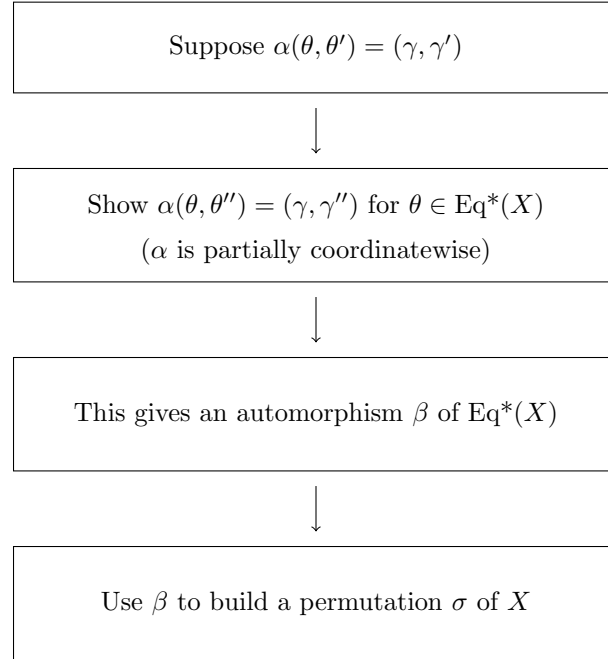 Suppose α(θ, θ′) = (γ, γ′)
Show α(θ, θ′′) = (γ, γ′′) for θ ∈ Eq*(X)
(α is partially coordinatewise)
This gives an automorphism β of Eq*(X)
Use β to build a permutation σ of X